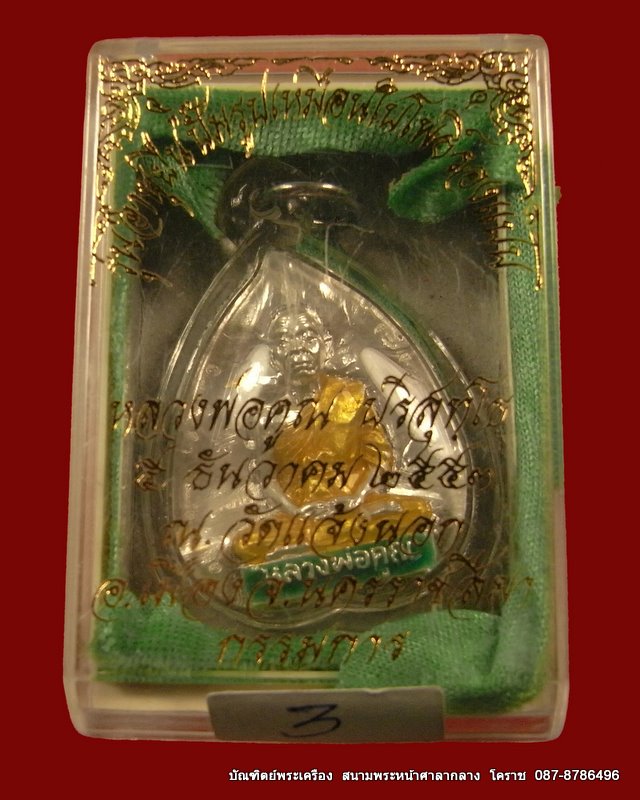 หลวงพ่อคูณ ปริสุทฺโธ
๕ ธันวาคม ๒๕๕๓
ณ. วัดแจ้งนอก
อ.เมือง จ.นครราชสีมา
กรรมการ
หลวงพ่อคูณ
3
บัณฑิตย์พระเครื่อง สนามพระหน้าศาลากลาง โคราช 087-8786496